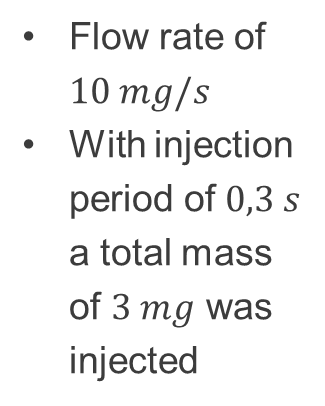 • Flow rate of
10 mg/s
• With injection
period of 0,3 s
a total mass
of 3 mg was
injected